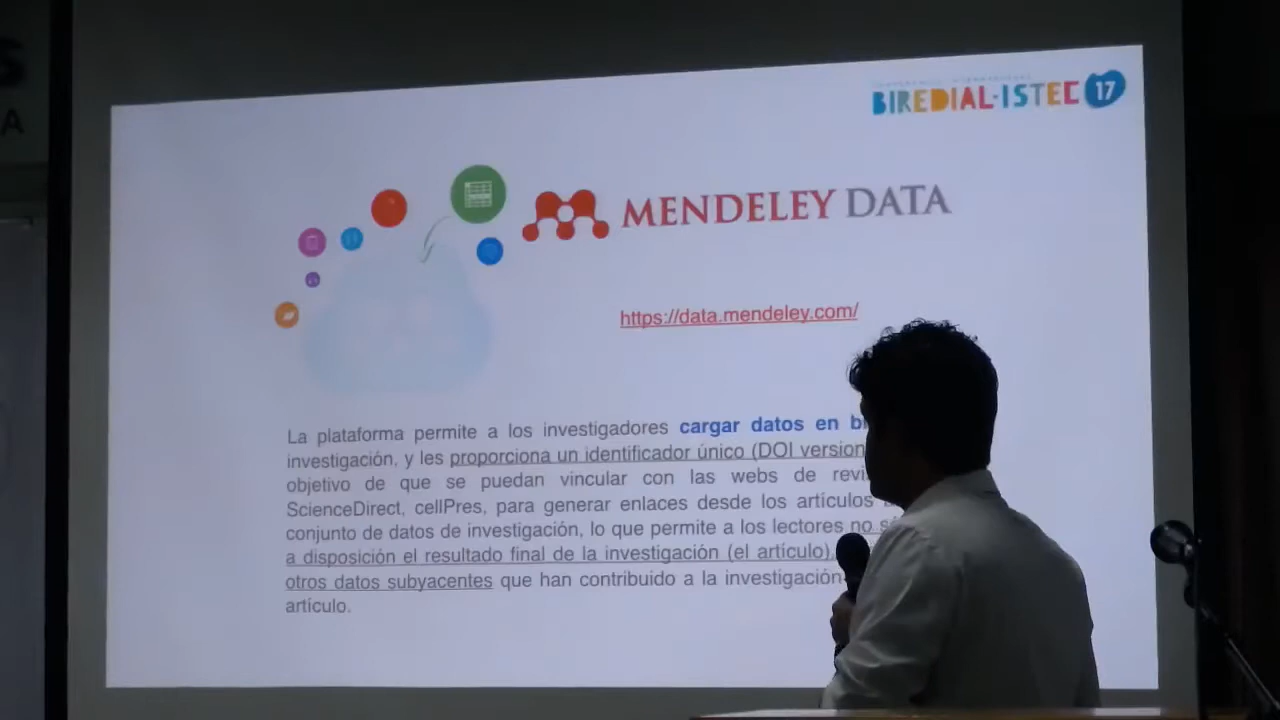 BIREDIAL-ISTEC 17
MENDELEY DATA
https://data.mendeley.com/
La plataforma permite a los investigadores cargar datos en
investigación, y les proporciona un identificador único (DOI version
objetivo de que se puedan vincular con las webs de
ScienceDirect, cellPres, para generar enlaces desde los artículos
conjunto de datos de investigación, lo que permite a los lectores no
a disposición el resultado final de la investigación (el artículo),
otros datos subyacentes que han contribuido a la investigación
artículo.